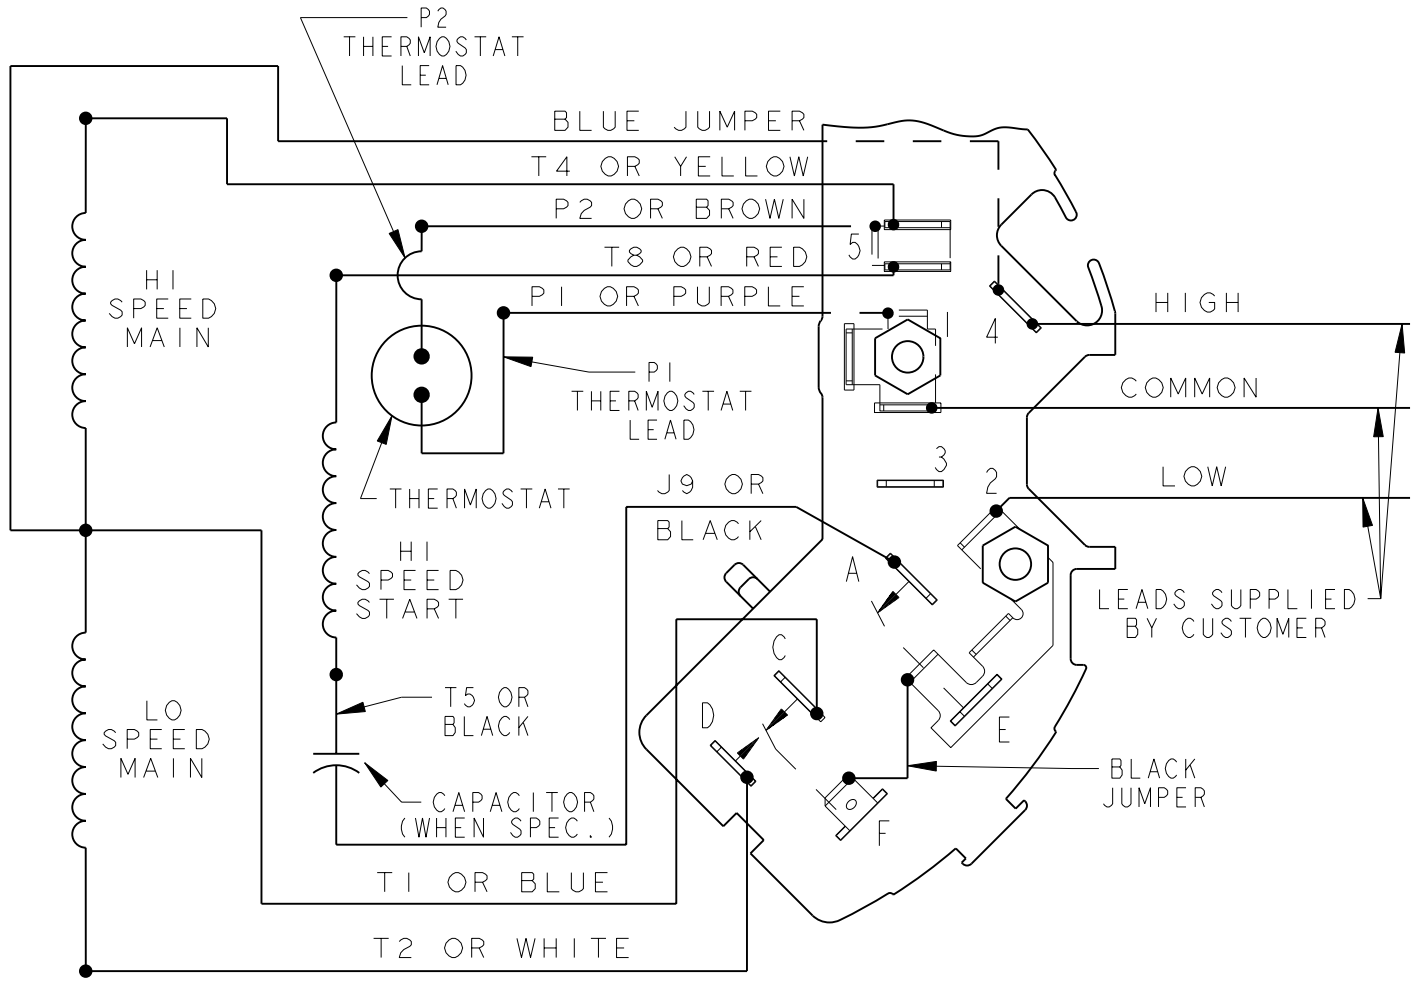 P2
THERMOSTAT
LEAD
BLUE JUMPER
T4 OR YELLOW
P2 OR BROWN
5
T8 OR RED
P1 OR PURPLE
HI
SPEED
MAIN
HIGH
1
4
P1
THERMOSTAT
LEAD
COMMON
3
THERMOSTAT
J9 OR
BLACK
2
LOW
HI
SPEED
START
A
LEADS SUPPLIED
BY CUSTOMER
C
T5 OR
BLACK
D
E
LO
SPEED
MAIN
BLACK
JUMPER
CAPACITOR
(WHEN SPEC.)
F
T1 OR BLUE
T2 OR WHITE